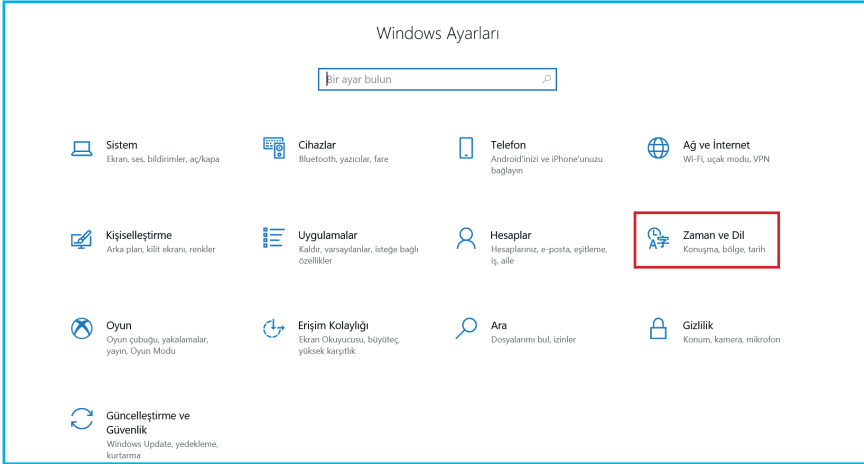 Windows Ayarları
Bir ayar bulun
Sistem
Ekran, ses, bildirimler, aç/kapa
Cihazlar
Bluetooth, yazıcılar, fare
Telefon
Android'inizi ve iPhone'unuzu
bağlayın
Ağ ve İnternet
Wi-Fi, uçak modu, VPN
Kişiselleştirme
Arka plan, kilit ekranı, renkler
Uygulamalar
Kaldır, varsayılanlar, isteğe bağlı
özellikler
Hesaplar
Hesaplarınız, e-posta, eşitleme,
iş, aile
Zaman ve Dil
Konuşma, bölge, tarih
Oyun
Oyun çubuğu, yakalamalar,
yayın, Oyun Modu
Erişim Kolaylığı
Ekran Okuyucusu, büyüteç,
yüksek karşıtlık
Ara
Dosyalarımı bul, izinler
Gizlilik
Konum, kamera, mikrofon
Güncelleştirme ve
Güvenlik
Windows Update, yedekleme,
kurtarma